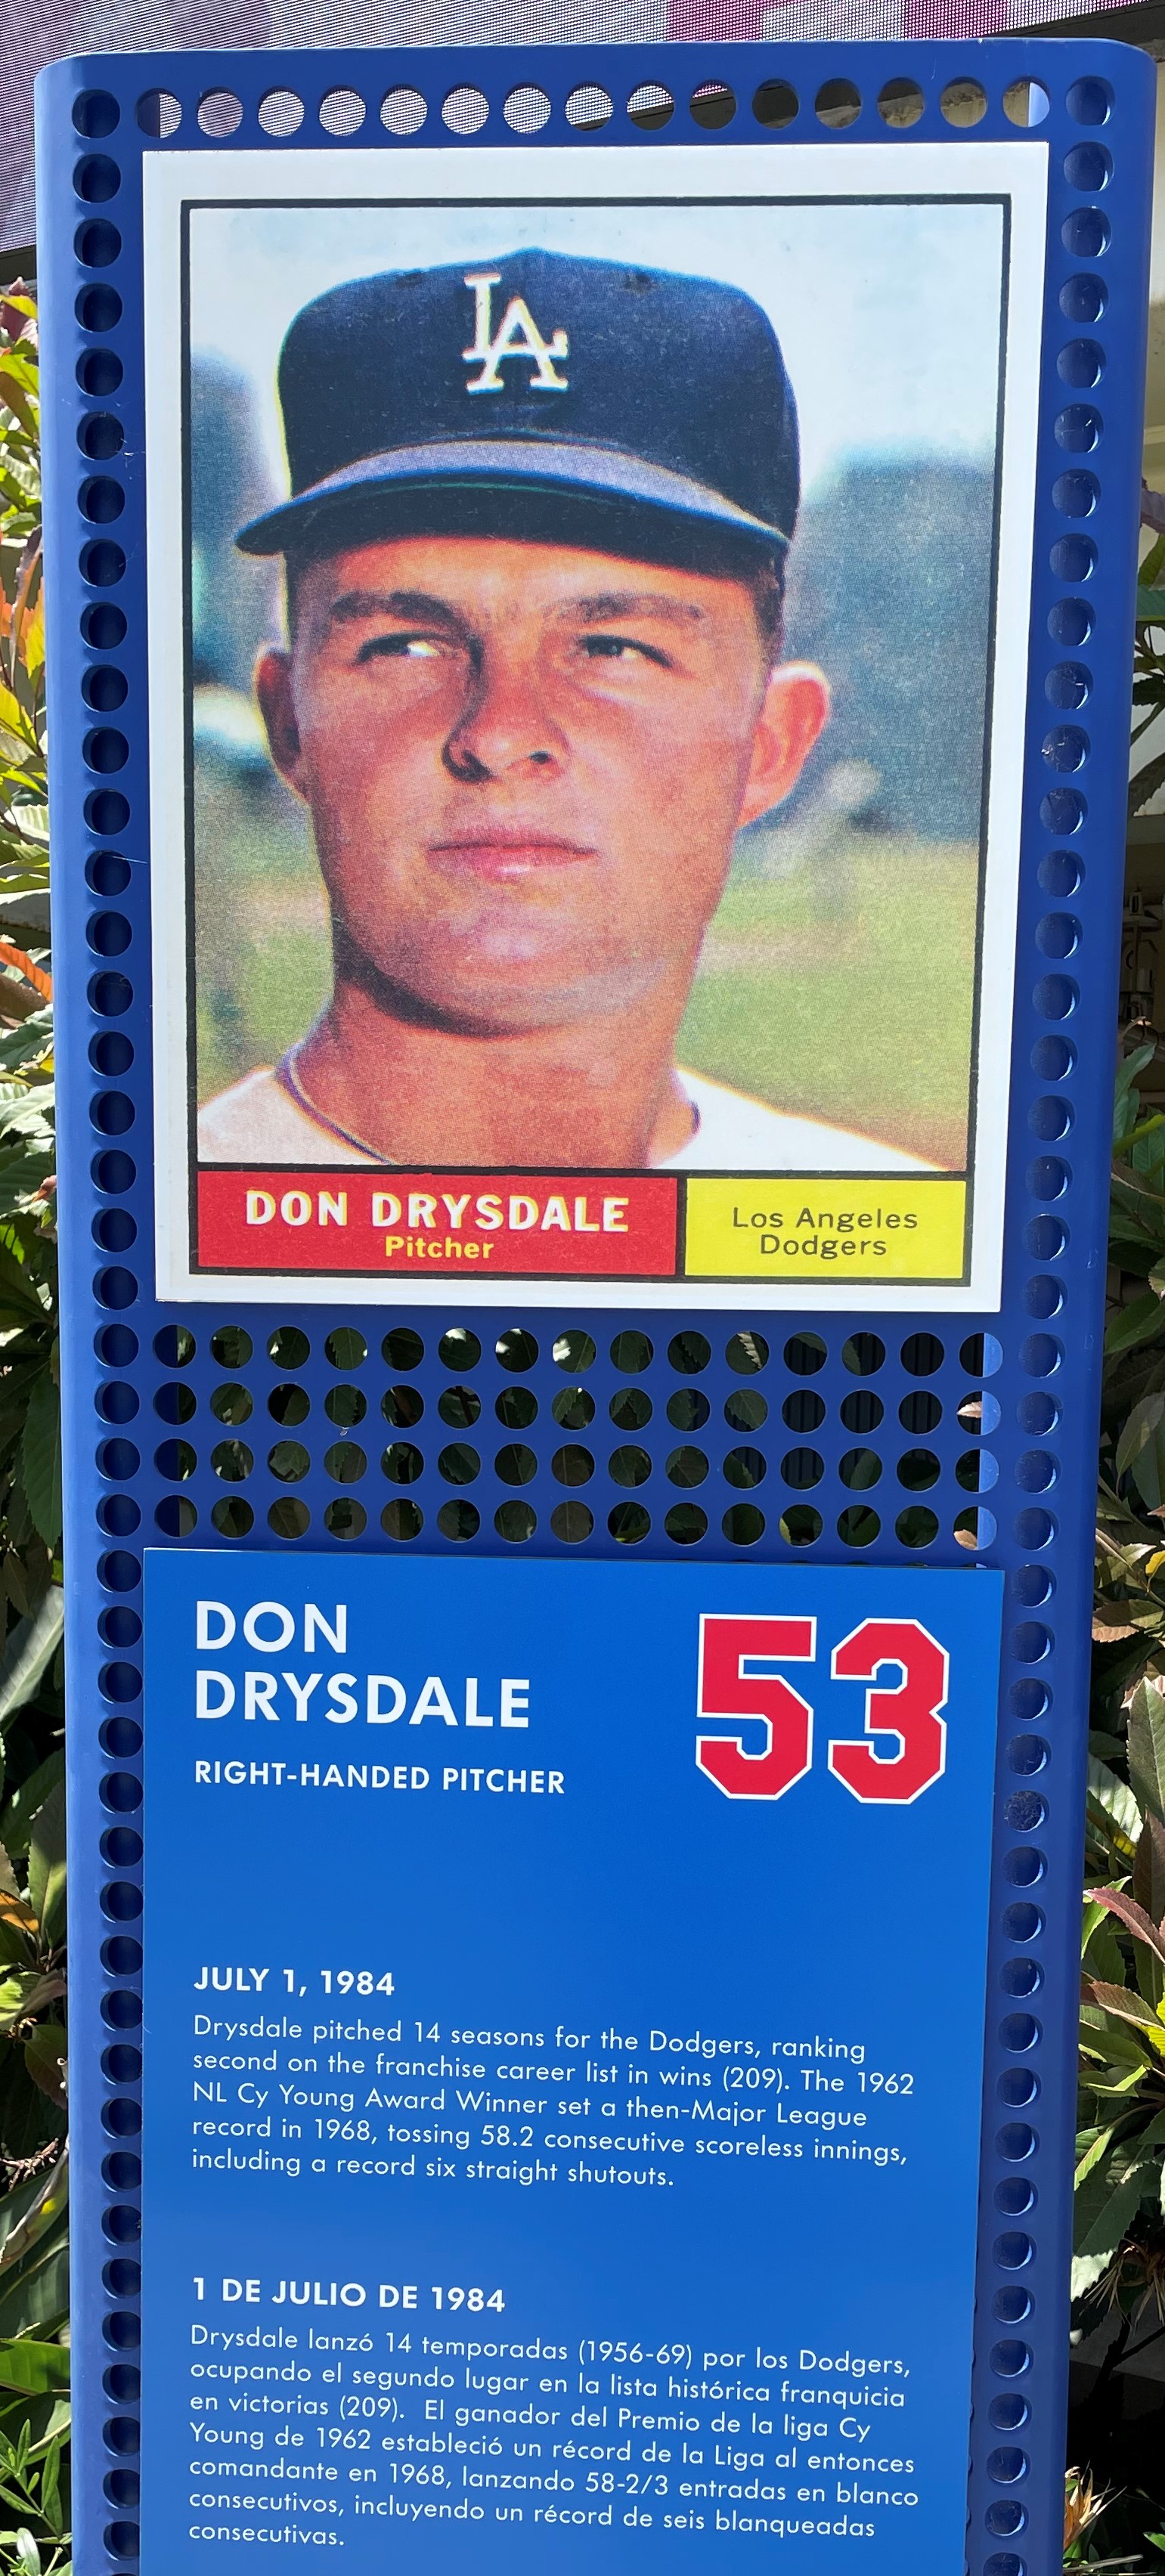 LA
DON DRYSDALE
Pitcher
Los Angeles
Dodgers
DON
DRYSDALE
53
RIGHT-HANDED PITCHER
JULY 1, 1984
Drysdale pitched 14 seasons for the Dodgers, ranking
second on the franchise career list in wins (209). The 1962
NL Cy Young Award Winner set a then-Major League
record in 1968, tossing 58.2 consecutive scoreless innings,
including a record six straight shutouts.
1 DE JULIO DE 1984
Drysdale lanzó 14 temporadas (1956-69) por los Dodgers,
ocupando el segundo lugar en la lista histórica franquicia
en victorias (209). El ganador del Premio de la liga Cy
Young de 1962 estableció un récord de la Liga al entonces
comandante en 1968, lanzando 58-2/3 entradas en blanco
consecutivos, incluyendo un récord de seis blanqueadas
consecutivas.